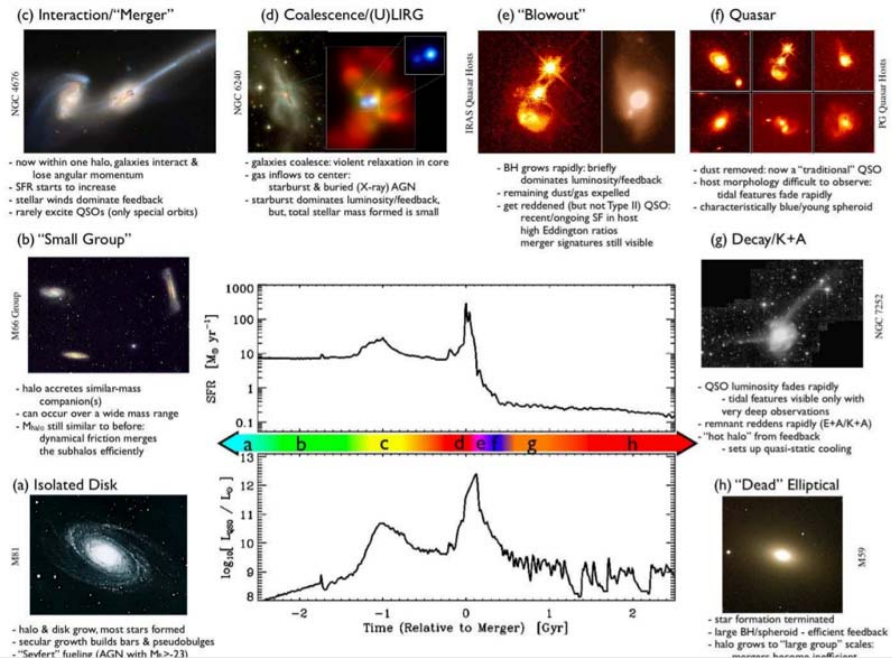 (c) Interaction/"Merger"
NGC 4676
- now within one halo, galaxies interact &
lose angular momentum
- SFR starts to increase
- stellar winds dominate feedback
- rarely excite QSOs (only special orbits)
(d) Coalescence/(U)LIRG
NGC 6240
- galaxies coalesce: violent relaxation in core
- gas inflows to center:
starburst & buried (X-ray) AGN
- starburst dominates luminosity/feedback,
but, total stellar mass formed is small
(e) "Blowout"
IRAS Quasar Hosts
- BH grows rapidly: briefly
dominates luminosity/feedback
- remaining dust/gas expelled
- get reddened (but not Type II) QSO:
recent/ongoing SF in host
high Eddington ratios
merger signatures still visible
(f) Quasar
PG Quasar Hosts
- dust removed: now a "traditional" QSO
- host morphology difficult to observe:
tidal features fade rapidly
- characteristically blue/young spheroid
(b) "Small Group"
M66 Group
- halo accretes similar-mass
companion(s)
- can occur over a wide mass range
- Mhalo still similar to before:
dynamical friction merges
the subhalos efficiently
(a) Isolated Disk
M81
- halo & disk grow, most stars formed
- secular growth builds bars & pseudobulges
- "Seyfert" fueling (AGN with MB>-23)
SFR [M⊙ yr⁻¹]
1000
100
10
1
0.1
a b c d e f g h
log₁₀[ L_QSO / L⊙ ]
13
12
11
10
9
8
-2 -1 0 1 2
Time (Relative to Merger) [Gyr]
(g) Decay/K+A
NGC 7252
- QSO luminosity fades rapidly
- tidal features visible only with
very deep observations
- remnant reddens rapidly (E+A/K+A)
- "hot halo" from feedback
- sets up quasi-static cooling
(h) "Dead" Elliptical
M59
- star formation terminated
- large BH/spheroid - efficient feedback
- halo grows to "large group" scales:
mergers become inefficient